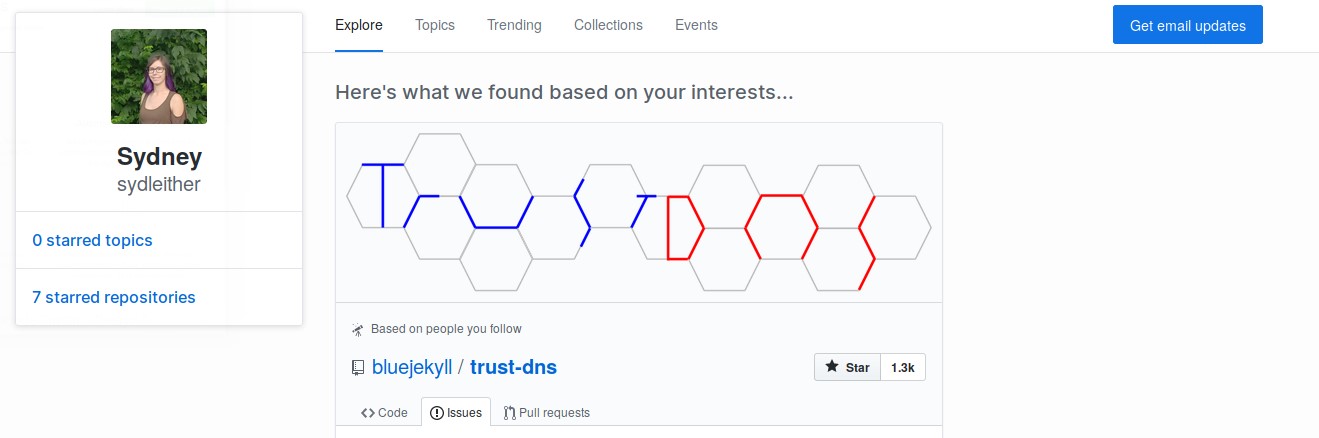 Explore Topics Trending Collections Events Get email updates
Sydney
sydleither
0 starred topics
7 starred repositories
Here's what we found based on your interests...
Trust DNS
Based on people you follow
bluejekyll / trust-dns
Star 1.3k
Code Issues Pull requests